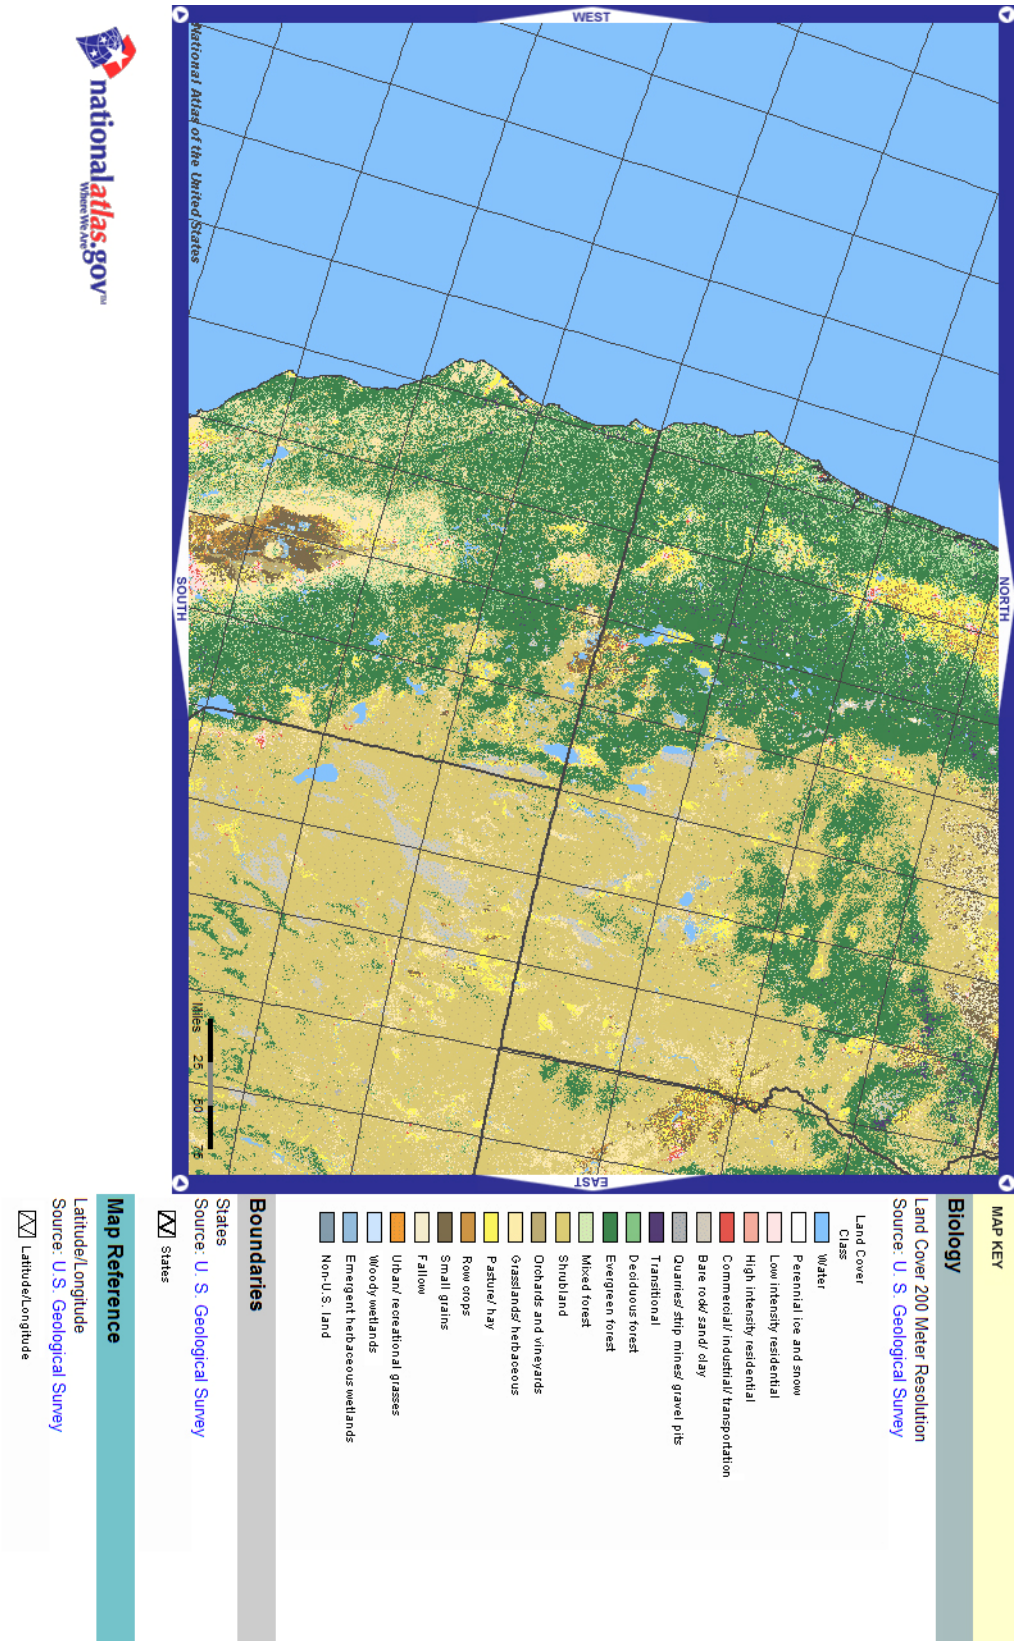 WEST
NORTH
SOUTH
EAST
National Atlas of the United States
Miles 25 50 75
nationalatlas.gov™
Where We Are
MAP KEY
Biology
Land Cover 200 Meter Resolution
Source: U. S. Geological Survey
Land Cover
Class
Water
Perennial ice and snow
Low intensity residential
High intensity residential
Commercial/ industrial/ transportation
Bare rock/ sand/ clay
Quarries/ strip mines/ gravel pits
Transitional
Deciduous forest
Evergreen forest
Mixed forest
Shrubland
Orchards and vineyards
Grasslands/ herbaceous
Pasture/ hay
Row crops
Small grains
Fallow
Urban/ recreational grasses
Woody wetlands
Emergent herbaceous wetlands
Non-U.S. land
Boundaries
States
Source: U. S. Geological Survey
States
Map Reference
Latitude/Longitude
Source: U.S. Geological Survey
Latitude/Longitude